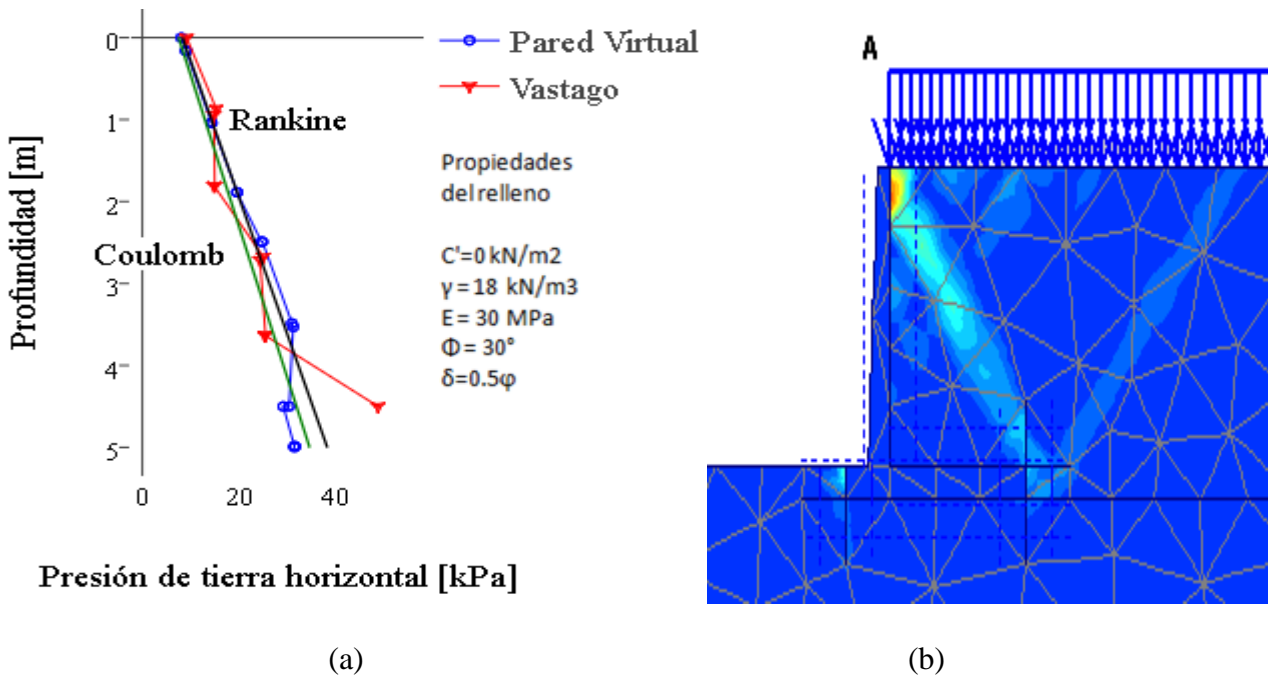 0
1
2
3
4
5
0
20
40
Profundidad [m]
Presión de tierra horizontal [kPa]
Rankine
Coulomb
Pared Virtual
Vastago
Propiedades
del relleno
C'=0 kN/m2
γ = 18 kN/m3
E = 30 MPa
Φ = 30°
δ=0.5φ
(a)
A
(b)